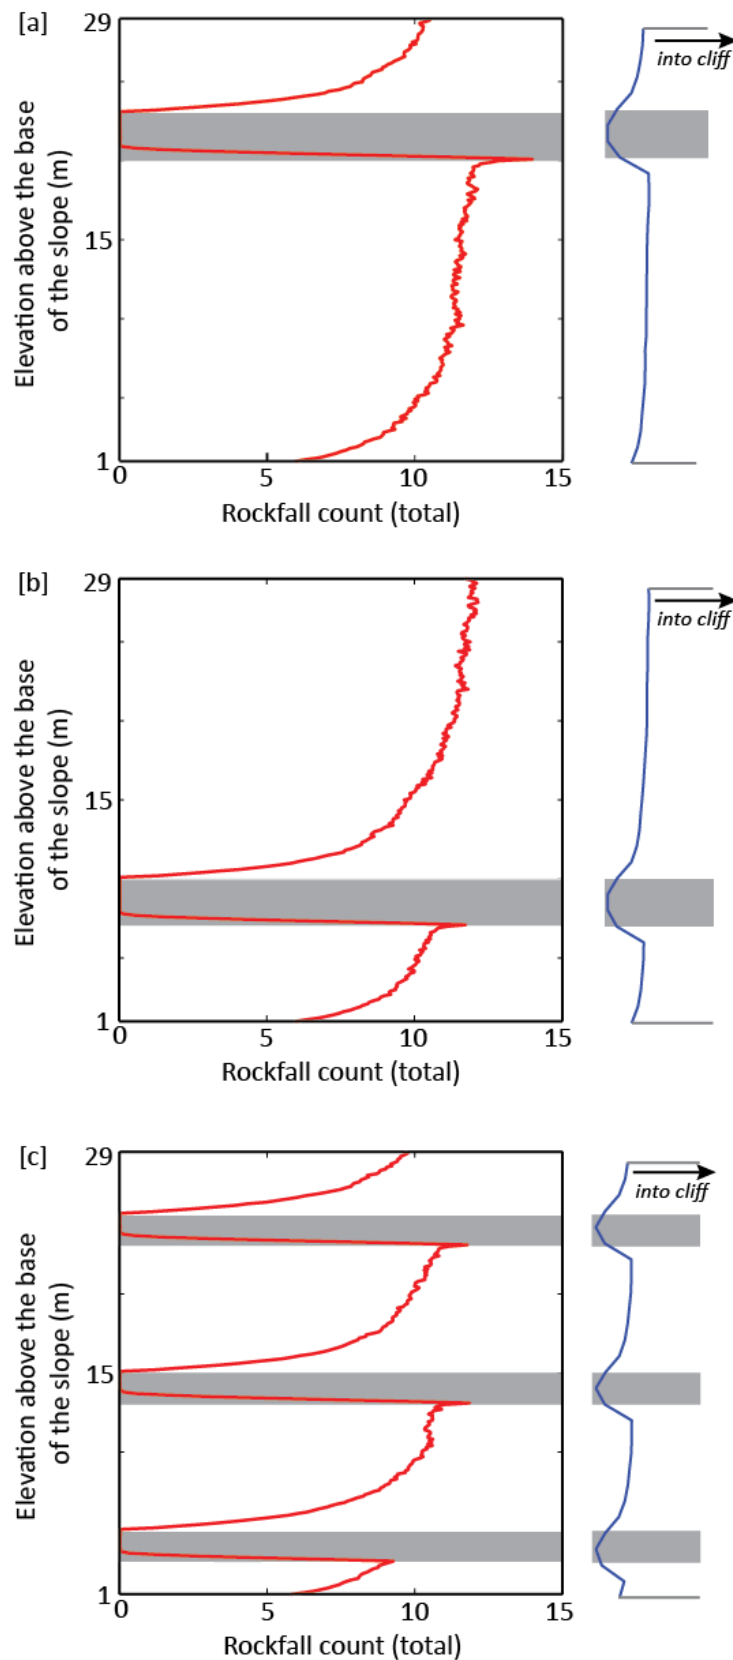 [a]
29
15
1
Elevation above the base
of the slope (m)
0
5
10
15
Rockfall count (total)
into cliff
[b]
29
15
1
Elevation above the base
of the slope (m)
0
5
10
15
Rockfall count (total)
into cliff
[c]
29
15
1
Elevation above the base
of the slope (m)
0
5
10
15
Rockfall count (total)
into cliff